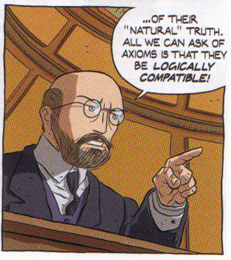 ...OF THEIR
"NATURAL" TRUTH.
ALL WE CAN ASK OF
AXIOMS IS THAT THEY
BE LOGICALLY
COMPATIBLE!